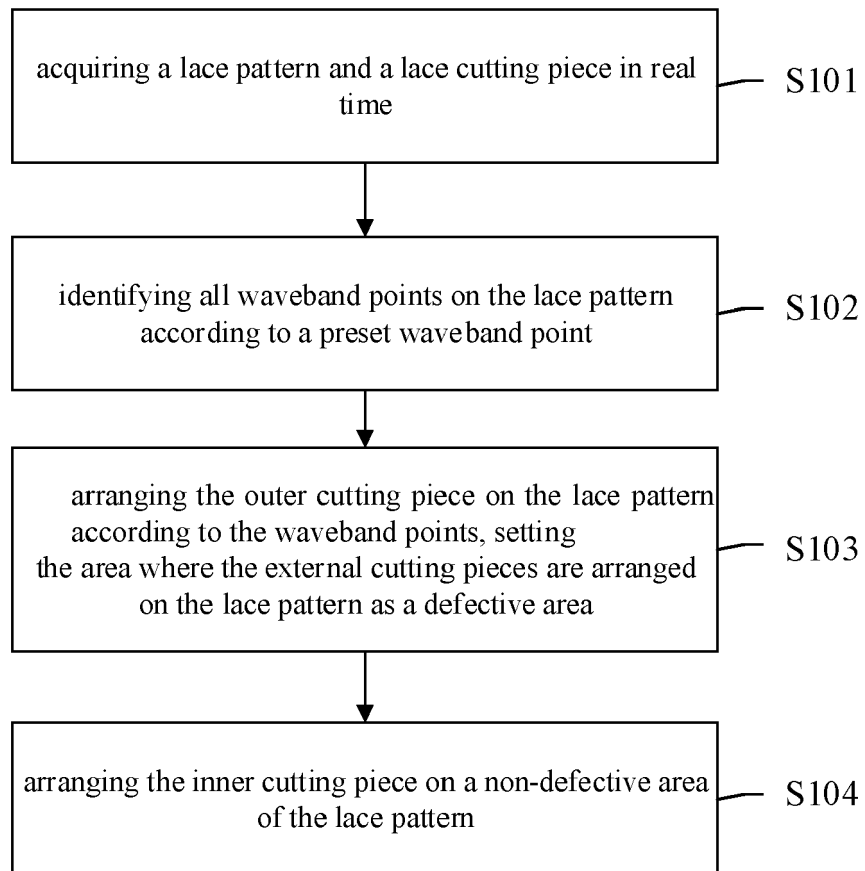 acquiring a lace pattern and a lace cutting piece in real
time
S101
identifying all waveband points on the lace pattern
according to a preset waveband point
S102
arranging the outer cutting piece on the lace pattern
according to the waveband points, setting
the area where the external cutting pieces are arranged
on the lace pattern as a defective area
S103
arranging the inner cutting piece on a non-defective area
of the lace pattern
S104